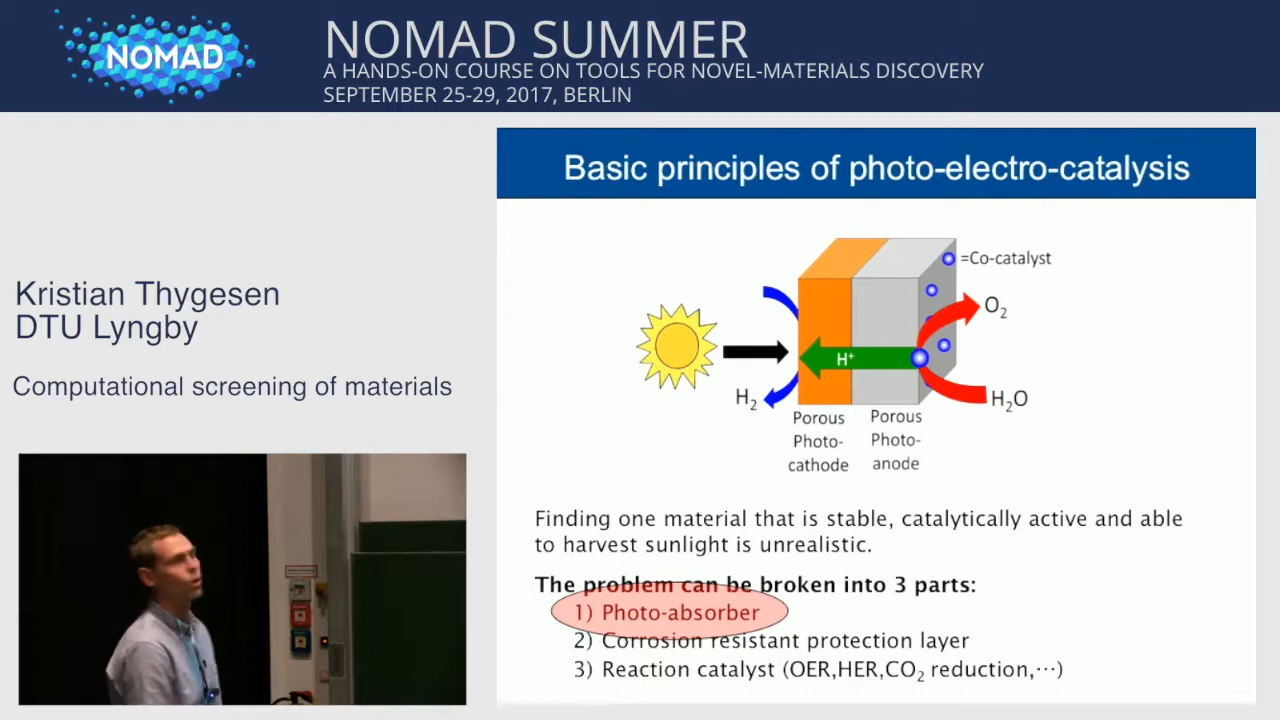 NOMAD
NOMAD SUMMER
A HANDS-ON COURSE ON TOOLS FOR NOVEL-MATERIALS DISCOVERY
SEPTEMBER 25-29, 2017, BERLIN
Kristian Thygesen
DTU Lyngby
Computational screening of materials
Basic principles of photo-electro-catalysis
=Co-catalyst
O₂
H⁺
H₂
H₂O
Porous
Photo-
cathode
Porous
Photo-
anode
Finding one material that is stable, catalytically active and able
to harvest sunlight is unrealistic.
The problem can be broken into 3 parts:
1) Photo-absorber
2) Corrosion resistant protection layer
3) Reaction catalyst (OER,HER,CO₂ reduction,⋯)